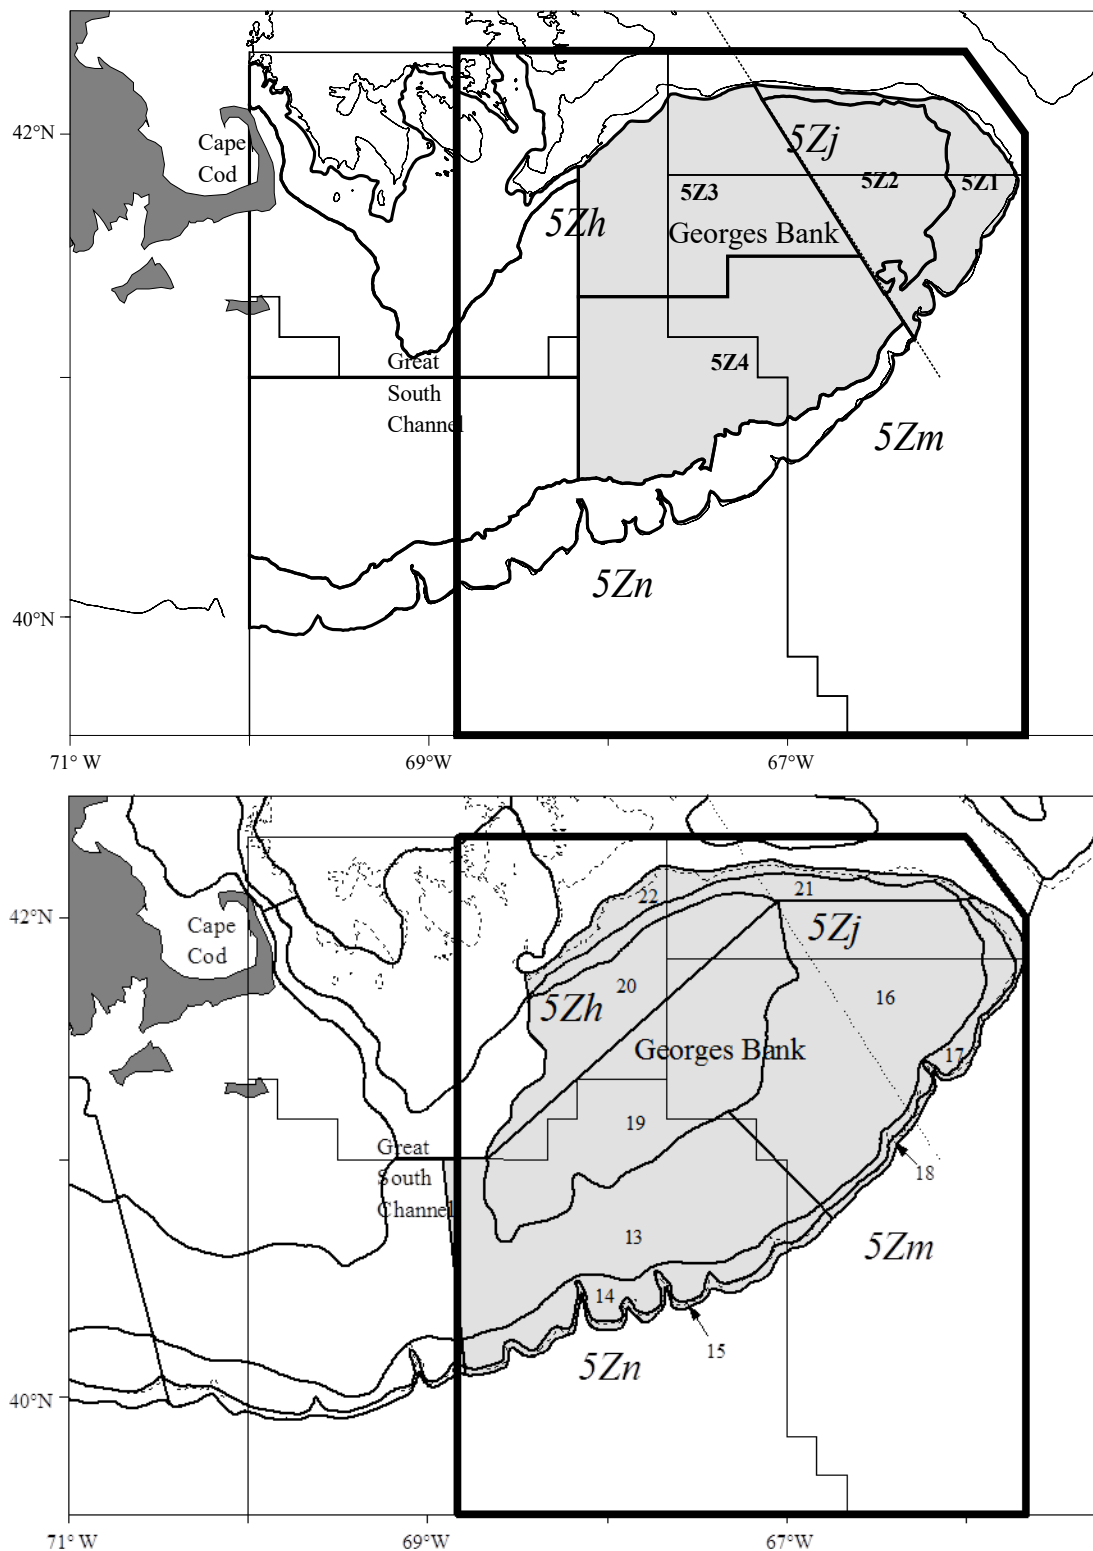 42°N
Cape
Cod
5Zj
5Z3
5Z2
5Z1
5Zh
Georges Bank
Great
South
Channel
5Z4
5Zm
5Zn
40°N
71° W
69°W
67°W
22
21
42°N
Cape
Cod
5Zj
20
5Zh
16
Georges Bank
17
19
Great
South
Channel
18
13
5Zm
14
15
5Zn
40°N
71° W
69°W
67°W